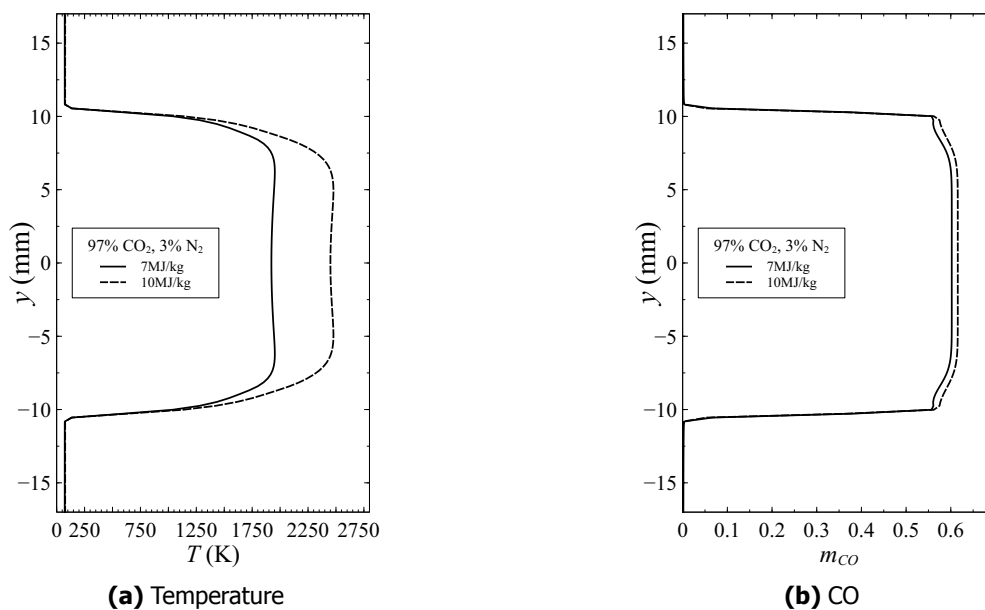 15
10
5
0
−5
−10
−15
y (mm)
97% CO₂, 3% N₂
7MJ/kg
10MJ/kg
0 250 750 1250 1750 2250 2750
T (K)
(a) Temperature
15
10
5
0
−5
−10
−15
y (mm)
97% CO₂, 3% N₂
7MJ/kg
10MJ/kg
0 0.1 0.2 0.3 0.4 0.5 0.6
m_CO
(b) CO